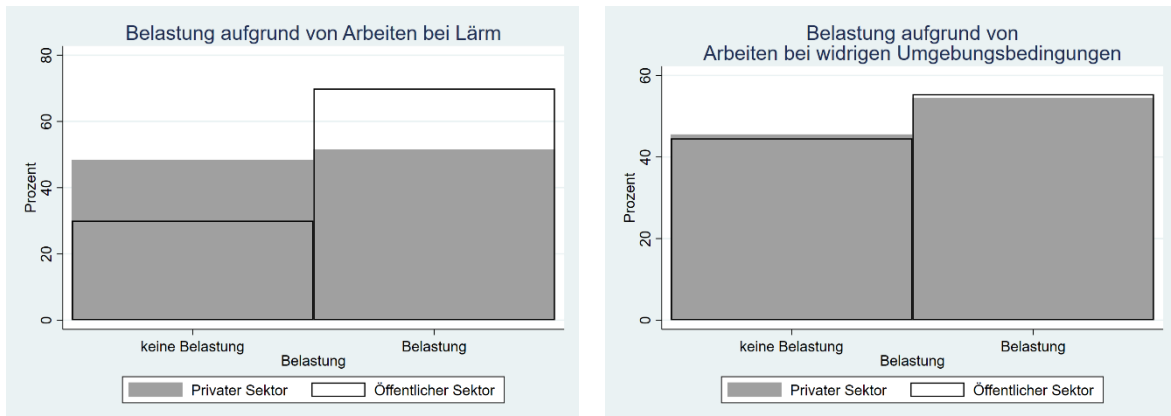 Belastung aufgrund von Arbeiten bei Lärm
80
60
40
20
0
Prozent
keine Belastung
Belastung
Belastung
Privater Sektor
Öffentlicher Sektor
Belastung aufgrund von
Arbeiten bei widrigen Umgebungsbedingungen
60
40
20
0
Prozent
keine Belastung
Belastung
Belastung
Privater Sektor
Öffentlicher Sektor